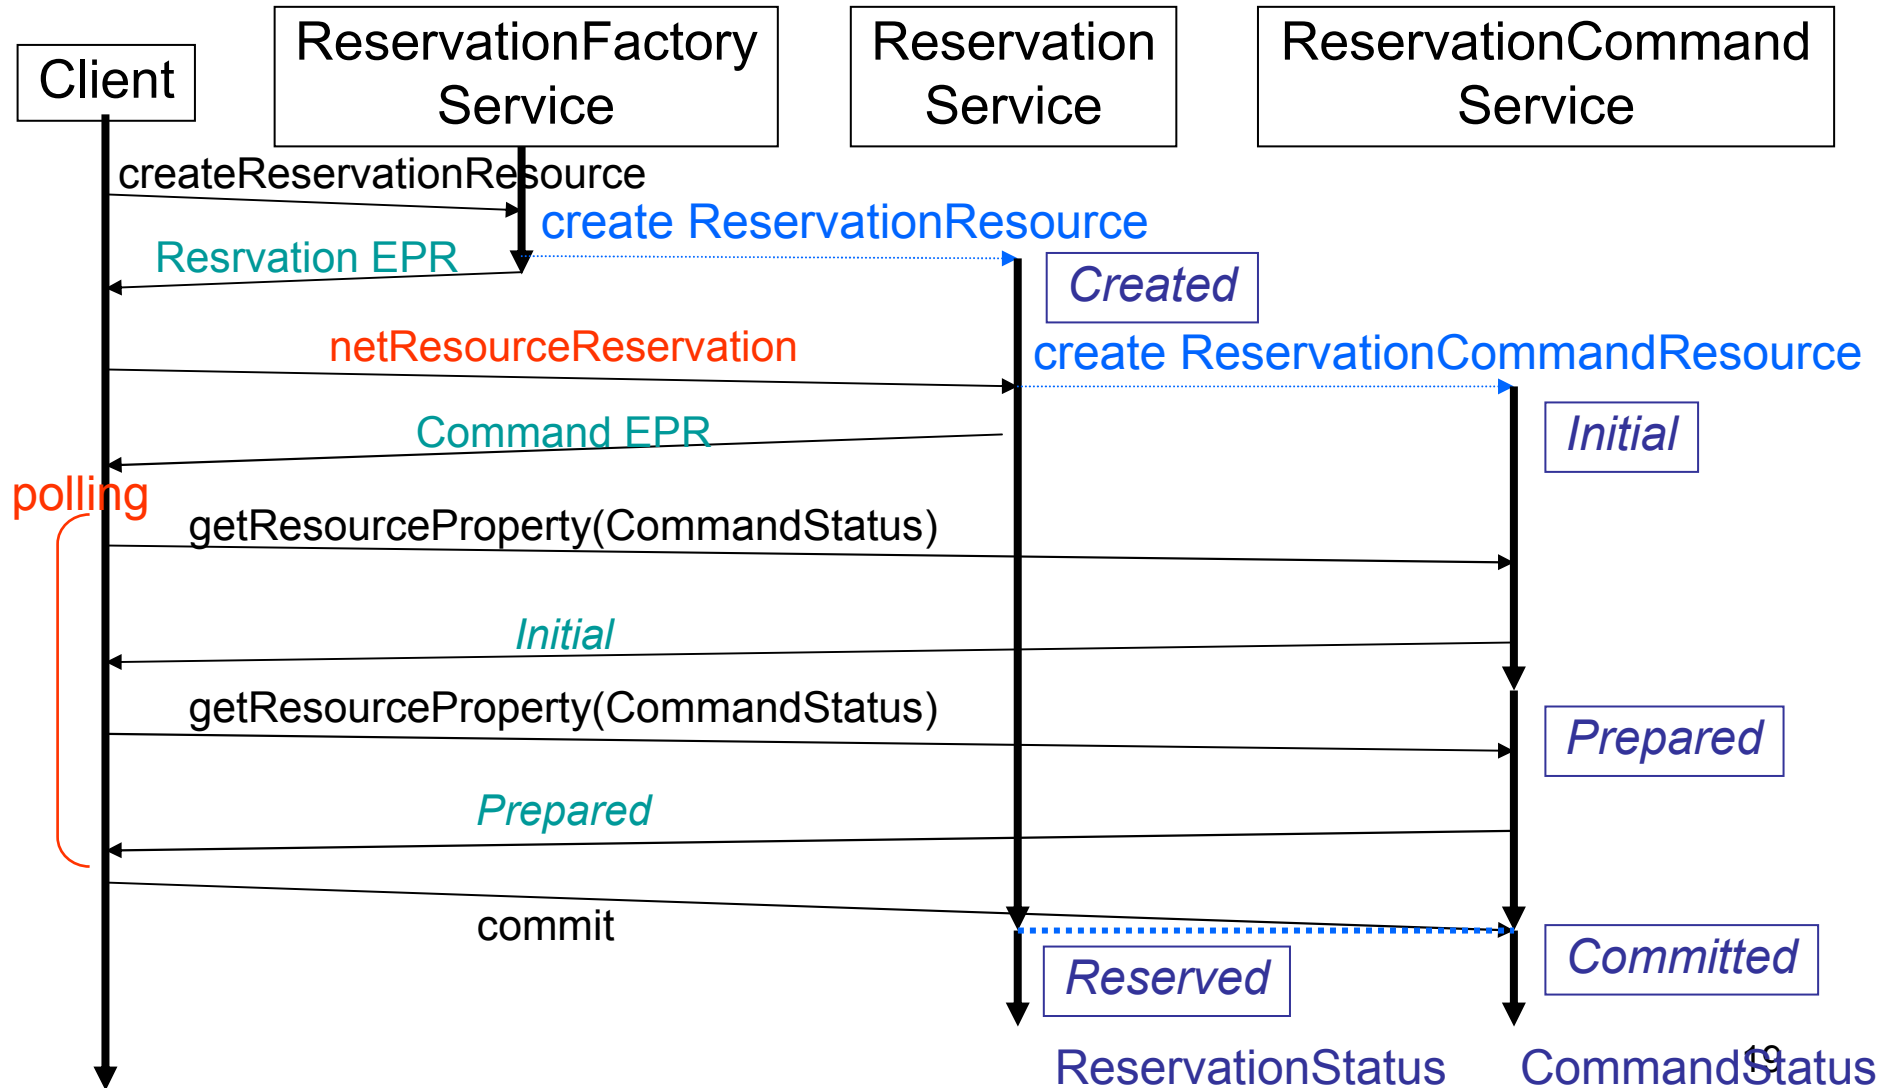 Client
ReservationFactory
Service
Reservation
Service
ReservationCommand
Service
createReservationResource
create ReservationResource
Resrvation EPR
Created
netResourceReservation
create ReservationCommandResource
Command EPR
Initial
polling
getResourceProperty(CommandStatus)
Initial
getResourceProperty(CommandStatus)
Prepared
Prepared
commit
Reserved
Committed
ReservationStatus
CommandStatus
19